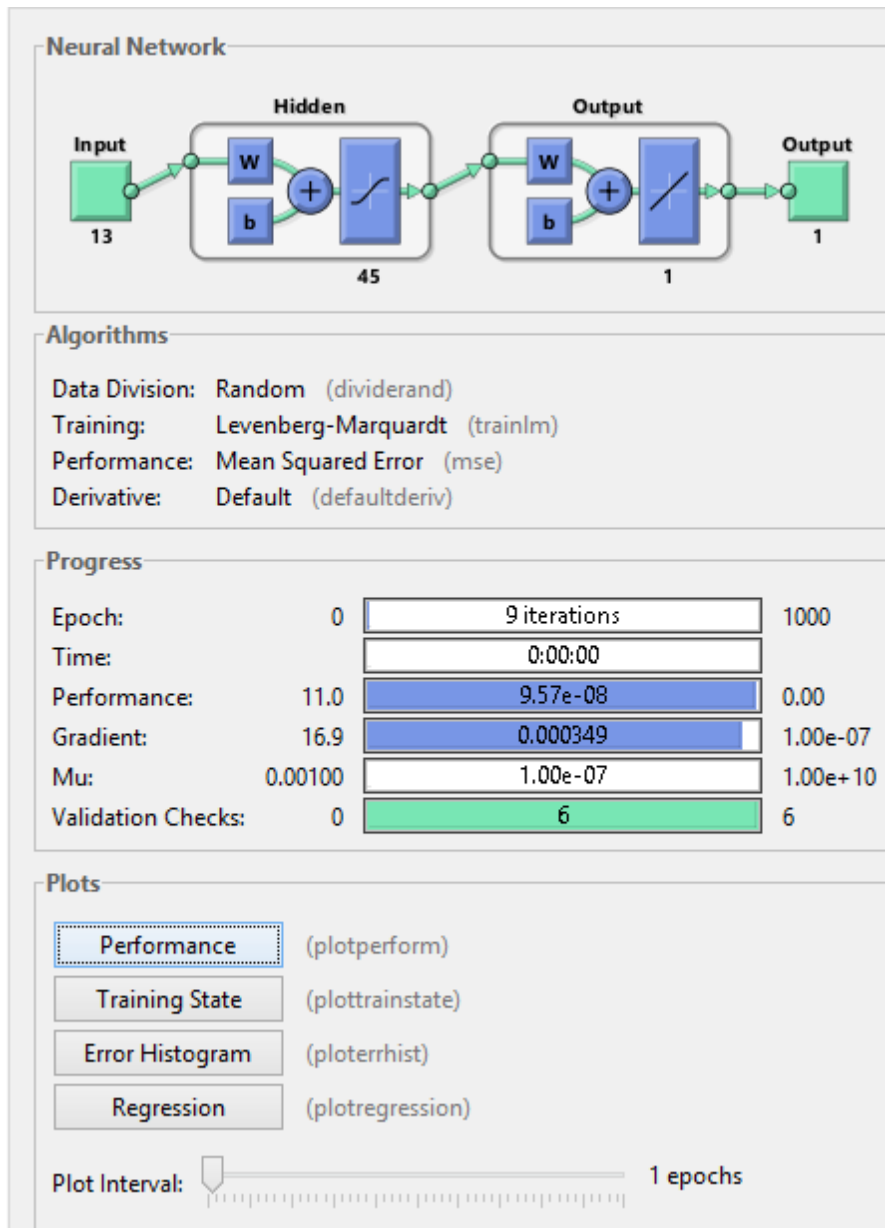 Neural Network
Hidden Output
Input Output
W W
+ +
b b
13 1
45 1
Algorithms
Data Division: Random (dividerand)
Training: Levenberg-Marquardt (trainlm)
Performance: Mean Squared Error (mse)
Derivative: Default (defaultderiv)
Progress
Epoch: 0 9 iterations 1000
Time: 0:00:00
Performance: 11.0 9.57e-08 0.00
Gradient: 16.9 0.000349 1.00e-07
Mu: 0.00100 1.00e-07 1.00e+10
Validation Checks: 0 6 6
Plots
Performance (plotperform)
Training State (plottrainstate)
Error Histogram (ploterrhist)
Regression (plotregression)
Plot Interval: 1 epochs